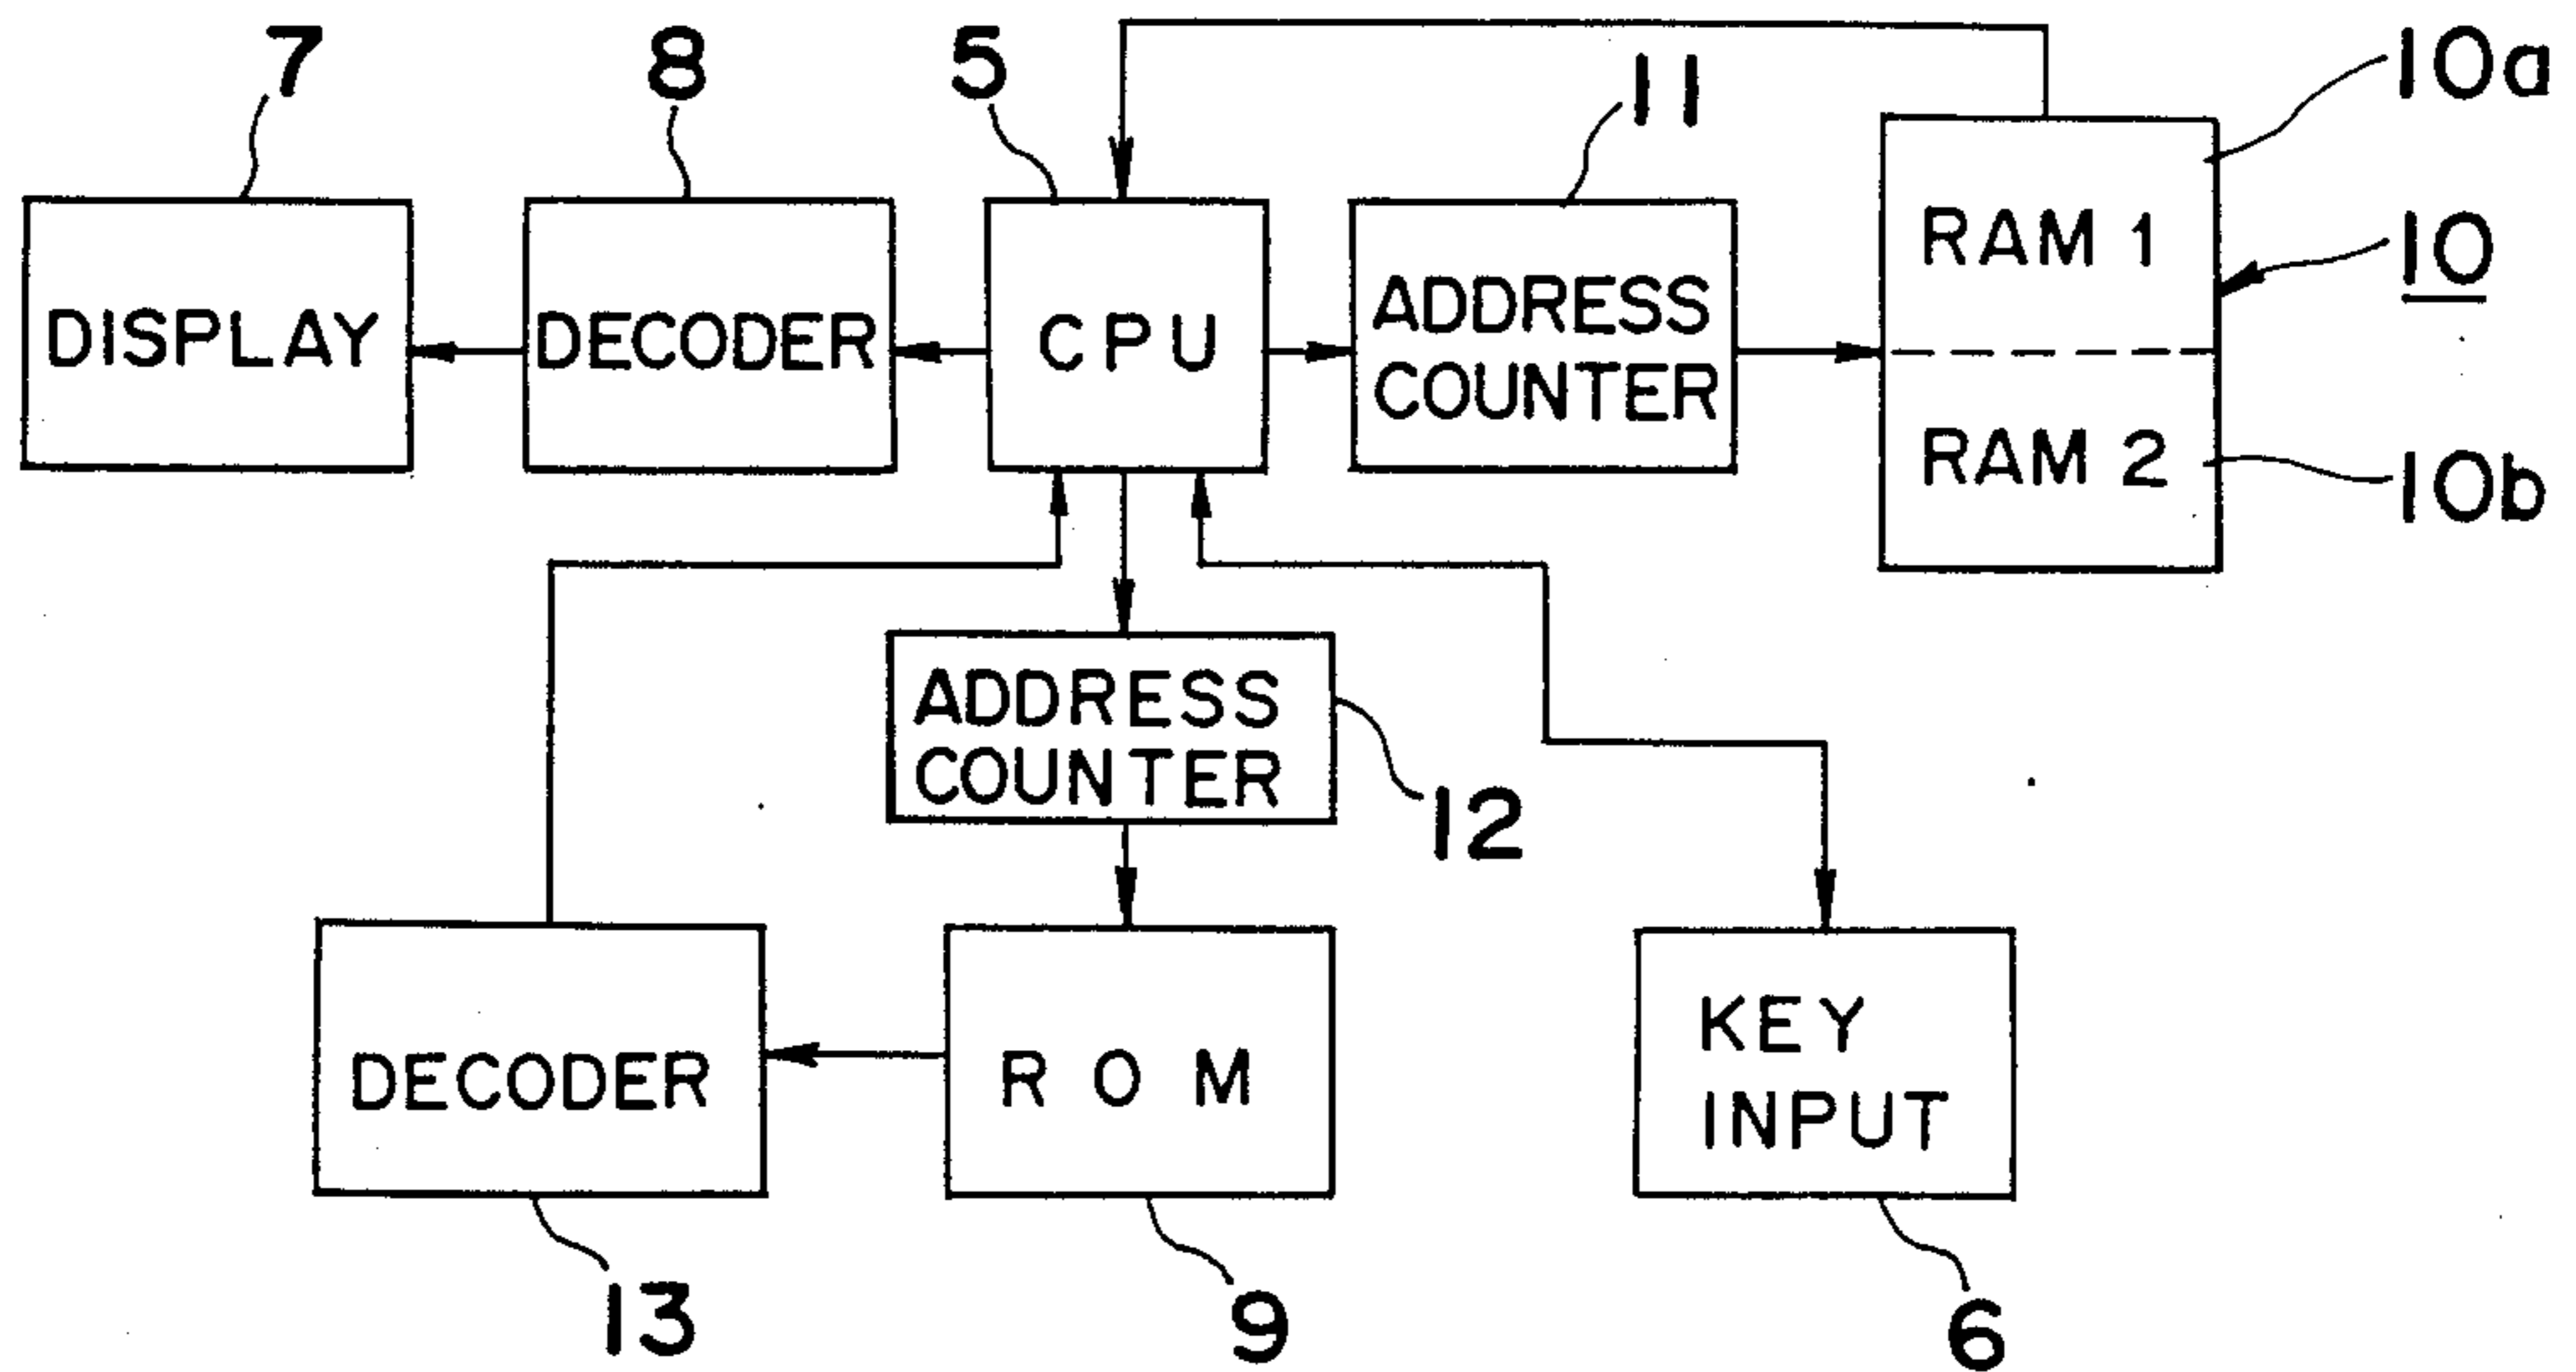 7
8
5
11
10a
DISPLAY
DECODER
CPU
ADDRESS
COUNTER
RAM 1
RAM 2
10
10b
ADDRESS
COUNTER
12
DECODER
ROM
KEY
INPUT
13
9
6